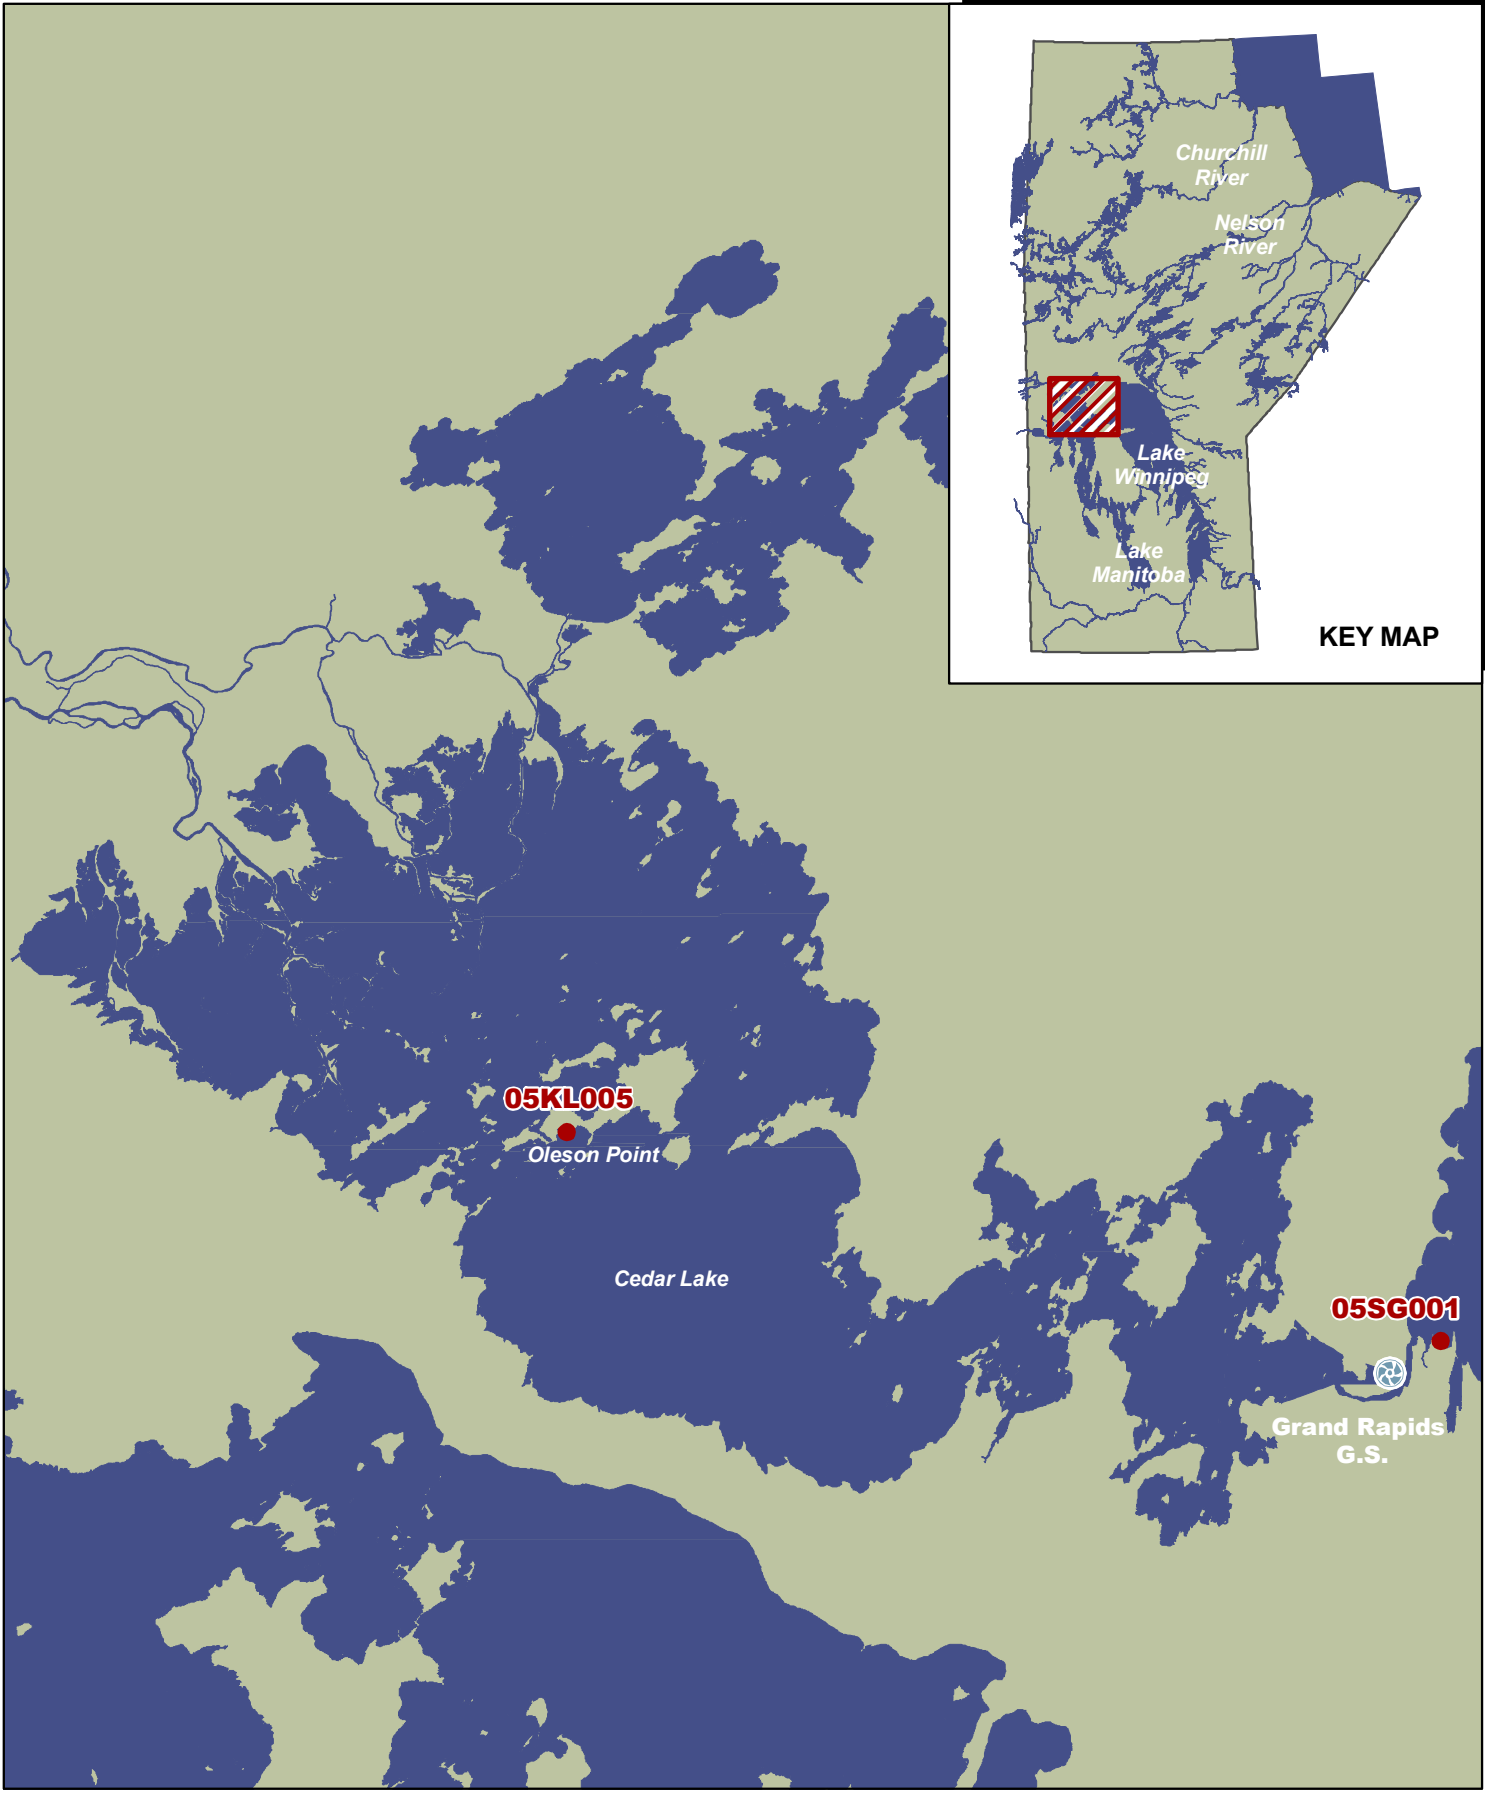 Churchill
River
Nelson
River
Lake
Winnipeg
Lake
Manitoba
KEY MAP
05KL005
Oleson Point
Cedar Lake
05SG001
Grand Rapids
G.S.